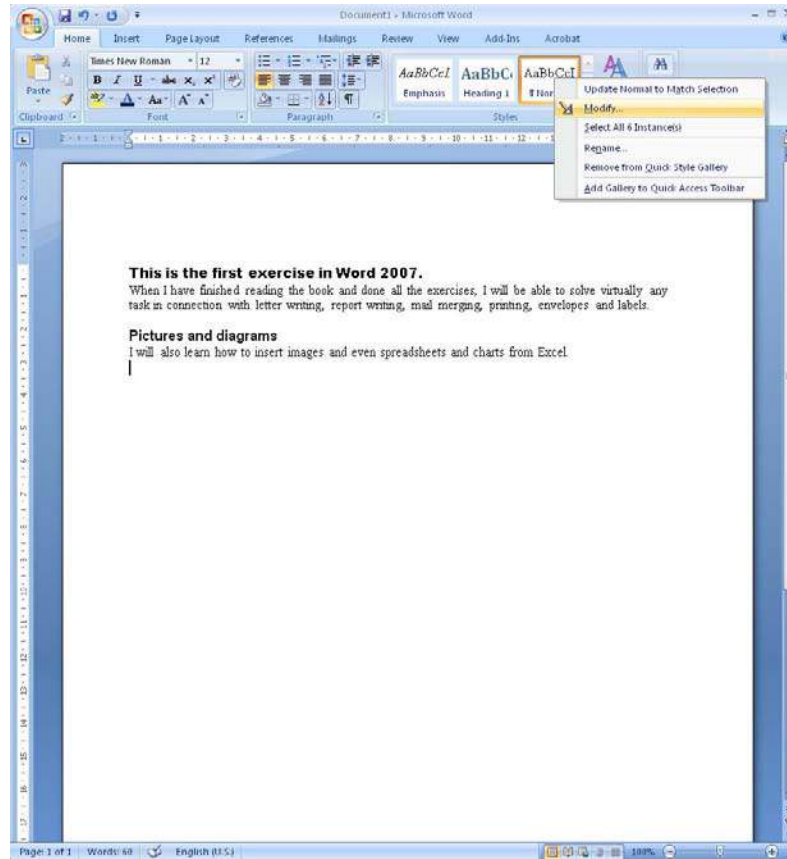 Document1 - Microsoft Word
Home Insert Page Layout References Mailings Review View Add-Ins Acrobat
Paste
Times New Roman 12
B I U abc x, x²
ab A Aa A A
AaBbCcI AaBbC AaBbCcI
Emphasis Heading 1
Clipboard Font Paragraph Styles
Update Normal to Match Selection
Modify...
Select All 6 Instance(s)
Rename...
Remove from Quick Style Gallery
Add Gallery to Quick Access Toolbar
This is the first exercise in Word 2007.
When I have finished reading the book and done all the exercises, I will be able to solve virtually any
task in connection with letter writing, report writing, mail merging, printing, envelopes and labels.
Pictures and diagrams
I will also learn how to insert images and even spreadsheets and charts from Excel.
Page: 1 of 1 Words: 60 English (U.S.) 100%